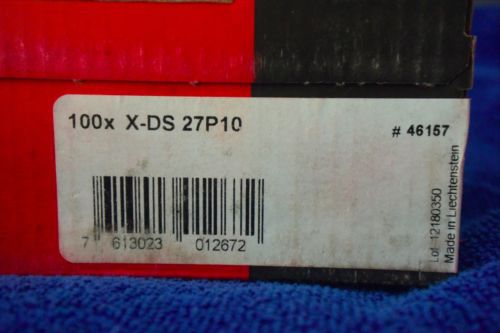 100x X-DS 27P10
# 46157
7 613023 012672
Lot 12180350
Made in Liechtenstein